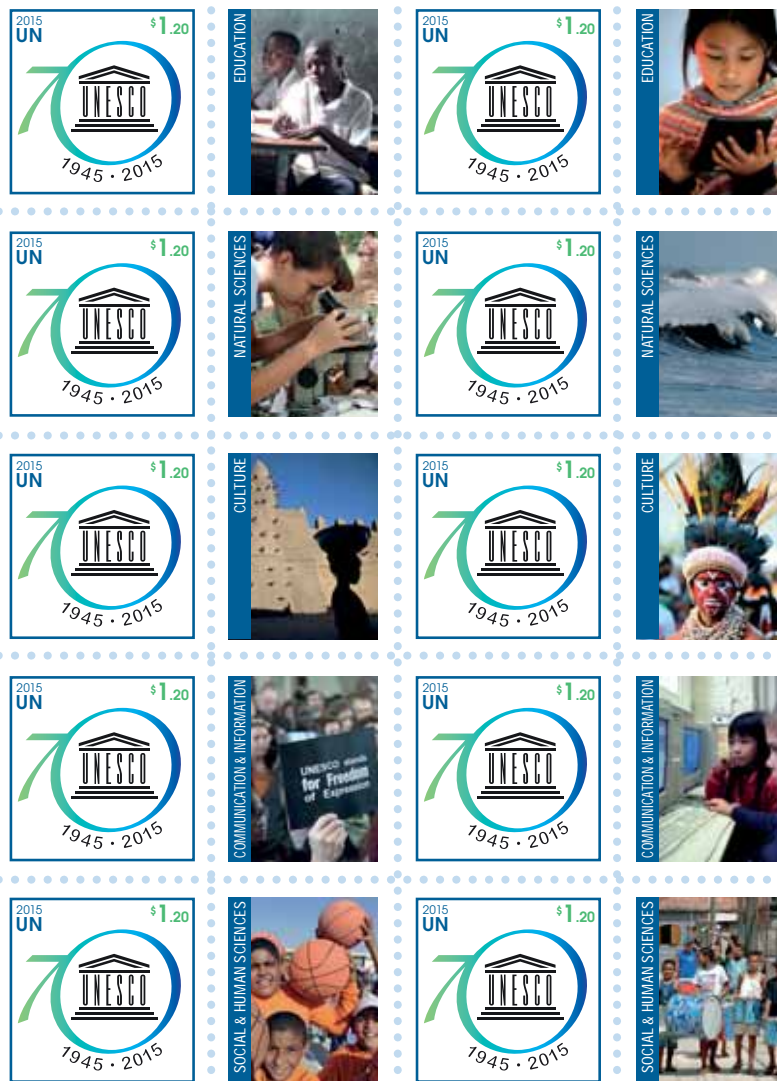 2015
UN
$1.20
UNESCO
1945 · 2015
EDUCATION
2015
UN
$1.20
UNESCO
1945 · 2015
EDUCATION
2015
UN
$1.20
UNESCO
1945 · 2015
NATURAL SCIENCES
2015
UN
$1.20
UNESCO
1945 · 2015
NATURAL SCIENCES
2015
UN
$1.20
UNESCO
1945 · 2015
CULTURE
2015
UN
$1.20
UNESCO
1945 · 2015
CULTURE
2015
UN
$1.20
UNESCO
1945 · 2015
COMMUNICATION & INFORMATION
UNESCO stands
for Freedom
of Expression
2015
UN
$1.20
UNESCO
1945 · 2015
COMMUNICATION & INFORMATION
2015
UN
$1.20
UNESCO
1945 · 2015
SOCIAL & HUMAN SCIENCES
2015
UN
$1.20
UNESCO
1945 · 2015
SOCIAL & HUMAN SCIENCES